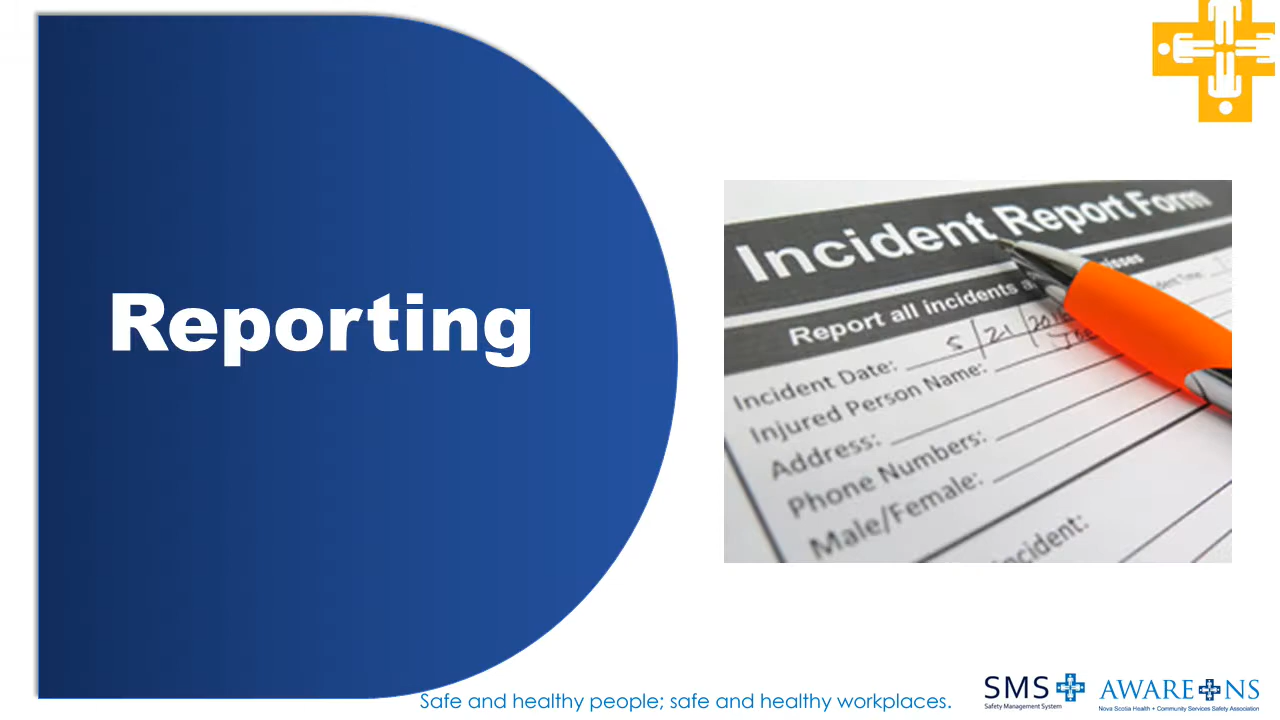 Reporting
Incident Report Form
Report all incidents
Incident Date: 5/21/
Injured Person Name:
Address:
Phone Numbers:
Male/Female:
Safe and healthy people; safe and healthy workplaces.
SMS
Safety Management System
AWARE NS
Nova Scotia Health + Community Services Safety Association